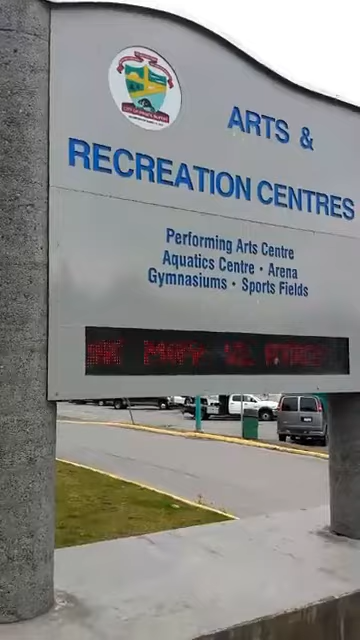 ARTS &
RECREATION CENTRES
Performing Arts Centre
Aquatics Centre • Arena
Gymnasiums • Sports Fields